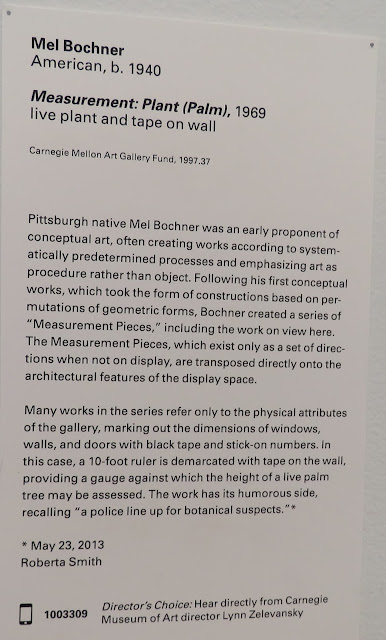 Mel Bochner
American, b. 1940
Measurement: Plant (Palm), 1969
live plant and tape on wall
Carnegie Mellon Art Gallery Fund, 1997.37
Pittsburgh native Mel Bochner was an early proponent of
conceptual art, often creating works according to system-
atically predetermined processes and emphasizing art as
procedure rather than object. Following his first conceptual
works, which took the form of constructions based on per-
mutations of geometric forms, Bochner created a series of
“Measurement Pieces,” including the work on view here.
The Measurement Pieces, which exist only as a set of direc-
tions when not on display, are transposed directly onto the
architectural features of the display space.
Many works in the series refer only to the physical attributes
of the gallery, marking out the dimensions of windows,
walls, and doors with black tape and stick-on numbers. In
this case, a 10-foot ruler is demarcated with tape on the wall,
providing a gauge against which the height of a live palm
tree may be assessed. The work has its humorous side,
recalling “a police line up for botanical suspects.”*
* May 23, 2013
Roberta Smith
1003309 Director's Choice: Hear directly from Carnegie
Museum of Art director Lynn Zelevansky